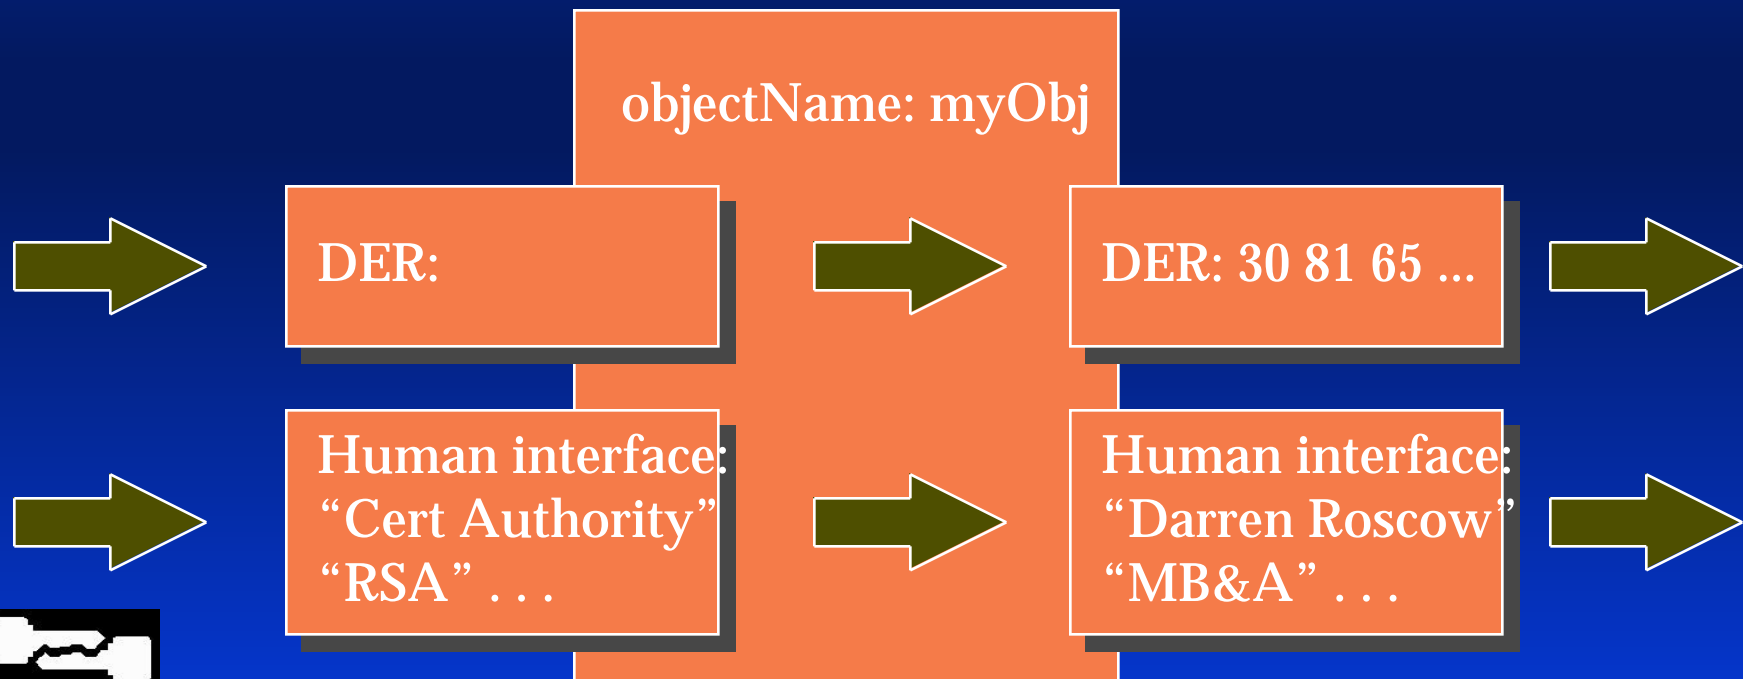 objectName: myObj
DER:
DER: 30 81 65 ...
Human interface:
“Cert Authority”
“RSA” . . .
Human interface:
“Darren Roscow”
“MB&A” . . .